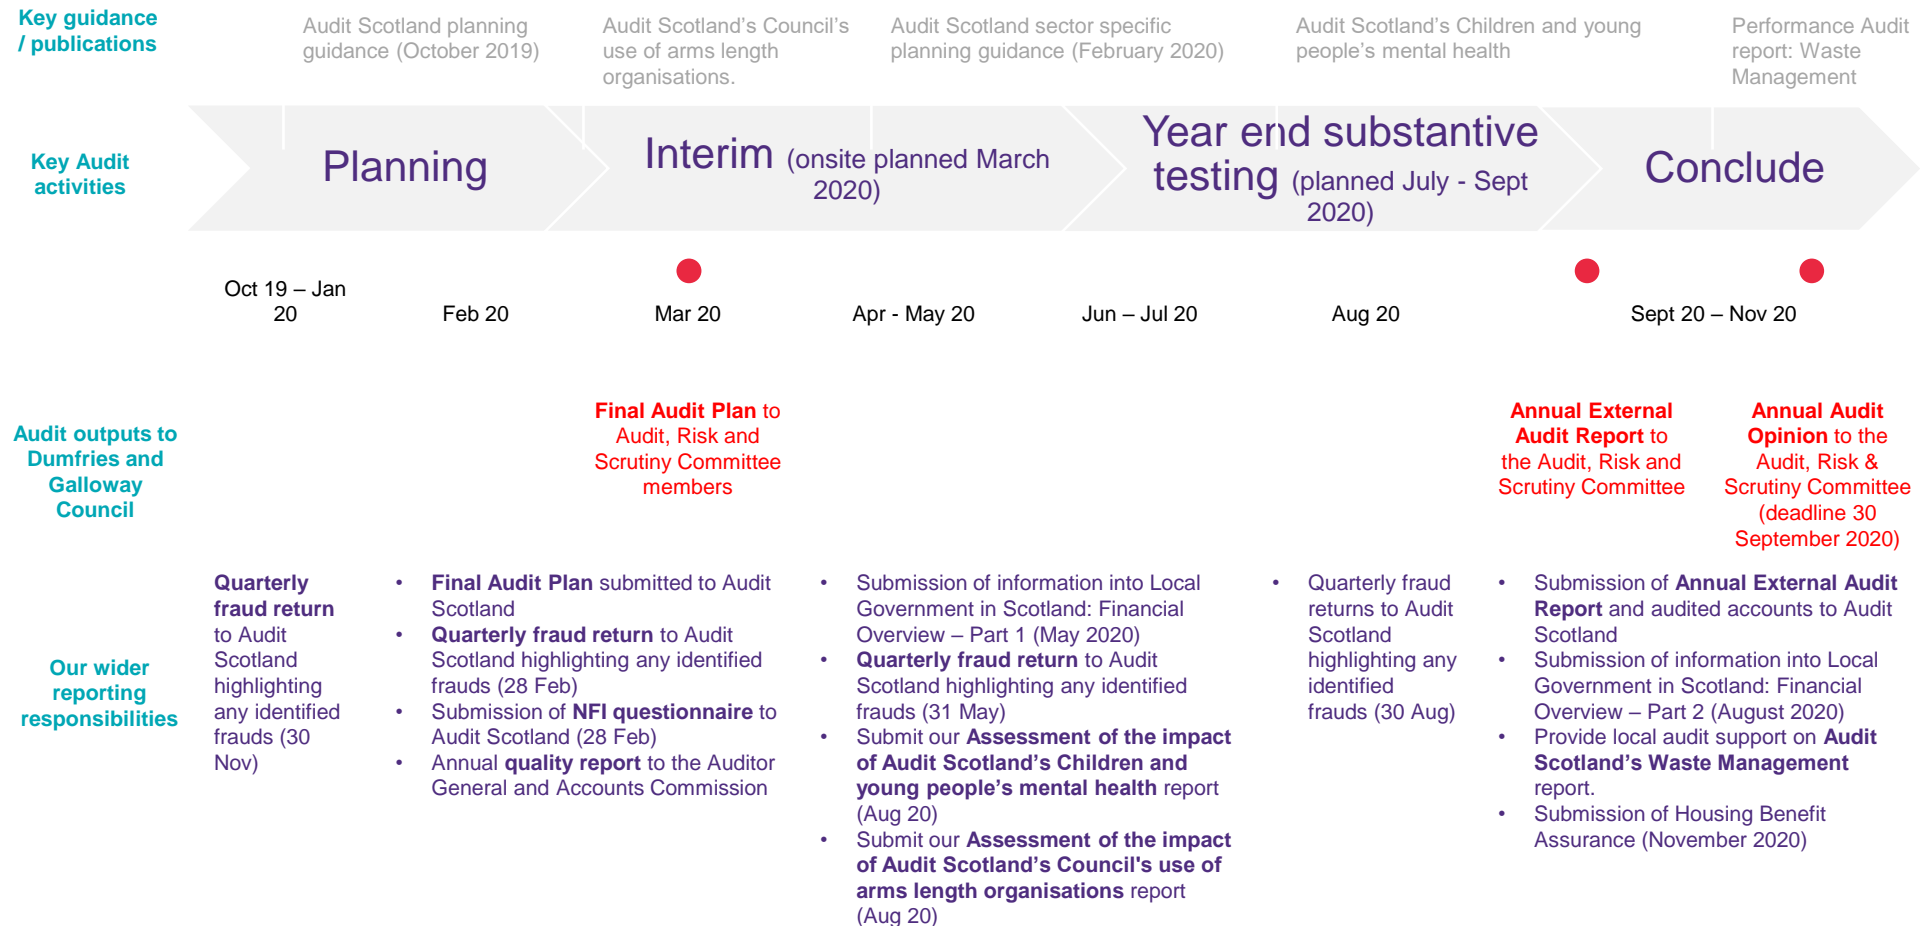 Key guidance
/ publications
Audit Scotland planning
guidance (October 2019)
Audit Scotland's Council's
use of arms length
organisations.
Audit Scotland sector specific
planning guidance (February 2020)
Audit Scotland's Children and young
people's mental health
Performance Audit
report: Waste
Management
Key Audit
activities
Planning
Interim (onsite planned March
2020)
Year end substantive
testing (planned July - Sept
2020)
Conclude
Oct 19 – Jan
20
Feb 20
Mar 20
Apr - May 20
Jun – Jul 20
Aug 20
Sept 20 – Nov 20
Audit outputs to
Dumfries and
Galloway
Council
Final Audit Plan to
Audit, Risk and
Scrutiny Committee
members
Annual External
Audit Report to
the Audit, Risk and
Scrutiny Committee
Annual Audit
Opinion to the
Audit, Risk &
Scrutiny Committee
(deadline 30
September 2020)
Our wider
reporting
responsibilities
Quarterly
fraud return
to Audit
Scotland
highlighting
any identified
frauds (30
Nov)
• Final Audit Plan submitted to Audit
Scotland
• Quarterly fraud return to Audit
Scotland highlighting any identified
frauds (28 Feb)
• Submission of NFI questionnaire to
Audit Scotland (28 Feb)
• Annual quality report to the Auditor
General and Accounts Commission
• Submission of information into Local
Government in Scotland: Financial
Overview – Part 1 (May 2020)
• Quarterly fraud return to Audit
Scotland highlighting any identified
frauds (31 May)
• Submit our Assessment of the impact
of Audit Scotland's Children and
young people's mental health report
(Aug 20)
• Submit our Assessment of the impact
of Audit Scotland's Council's use of
arms length organisations report
(Aug 20)
• Quarterly fraud
returns to Audit
Scotland
highlighting any
identified
frauds (30 Aug)
• Submission of Annual External Audit
Report and audited accounts to Audit
Scotland
• Submission of information into Local
Government in Scotland: Financial
Overview – Part 2 (August 2020)
• Provide local audit support on Audit
Scotland's Waste Management
report.
• Submission of Housing Benefit
Assurance (November 2020)